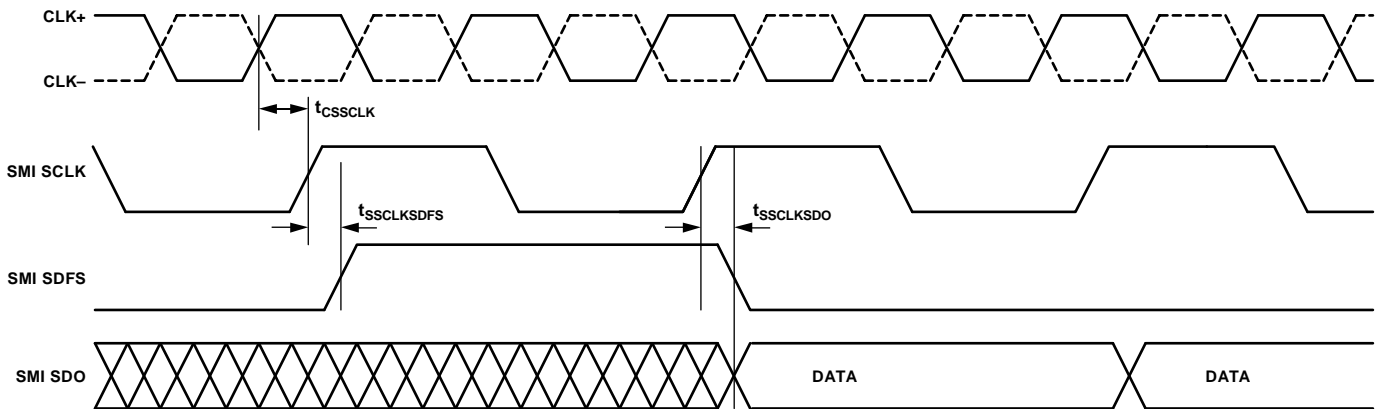 CLK+
CLK–
tCSSCLK
SMI SCLK
tSSCLKSDFS
tSSCLKSDO
SMI SDFS
SMI SDO
DATA
DATA